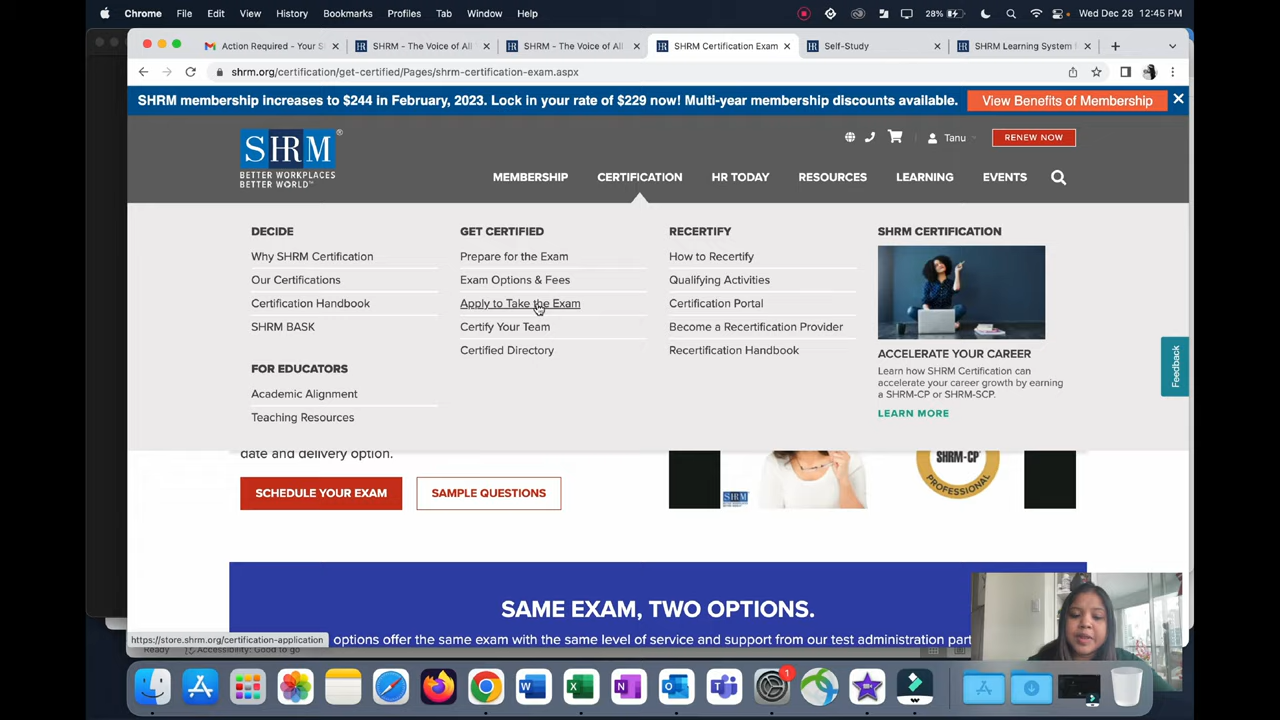 Chrome File Edit View History Bookmarks Profiles Tab Window Help 28% Wed Dec 28 12:45 PM
Action Required - Your S SHRM - The Voice of All SHRM - The Voice of All SHRM Certification Exam Self-Study SHRM Learning System
shrm.org/certification/get-certified/Pages/shrm-certification-exam.aspx
SHRM membership increases to $244 in February, 2023. Lock in your rate of $229 now! Multi-year membership discounts available. View Benefits of Membership
SHRM®
BETTER WORKPLACES
BETTER WORLD™
Tanu RENEW NOW
MEMBERSHIP CERTIFICATION HR TODAY RESOURCES LEARNING EVENTS
DECIDE
Why SHRM Certification
Our Certifications
Certification Handbook
SHRM BASK
FOR EDUCATORS
Academic Alignment
Teaching Resources
GET CERTIFIED
Prepare for the Exam
Exam Options & Fees
Apply to Take the Exam
Certify Your Team
Certified Directory
RECERTIFY
How to Recertify
Qualifying Activities
Certification Portal
Become a Recertification Provider
Recertification Handbook
SHRM CERTIFICATION
ACCELERATE YOUR CAREER
Learn how SHRM Certification can
accelerate your career growth by earning
a SHRM-CP or SHRM-SCP.
LEARN MORE
Feedback
date and delivery option.
SCHEDULE YOUR EXAM SAMPLE QUESTIONS
SHRM
SHRM-CP®
PROFESSIONAL
SAME EXAM, TWO OPTIONS.
https://store.shrm.org/certification-application options offer the same exam with the same level of service and support from our test administration part
Ready Accessibility: Good to go
1